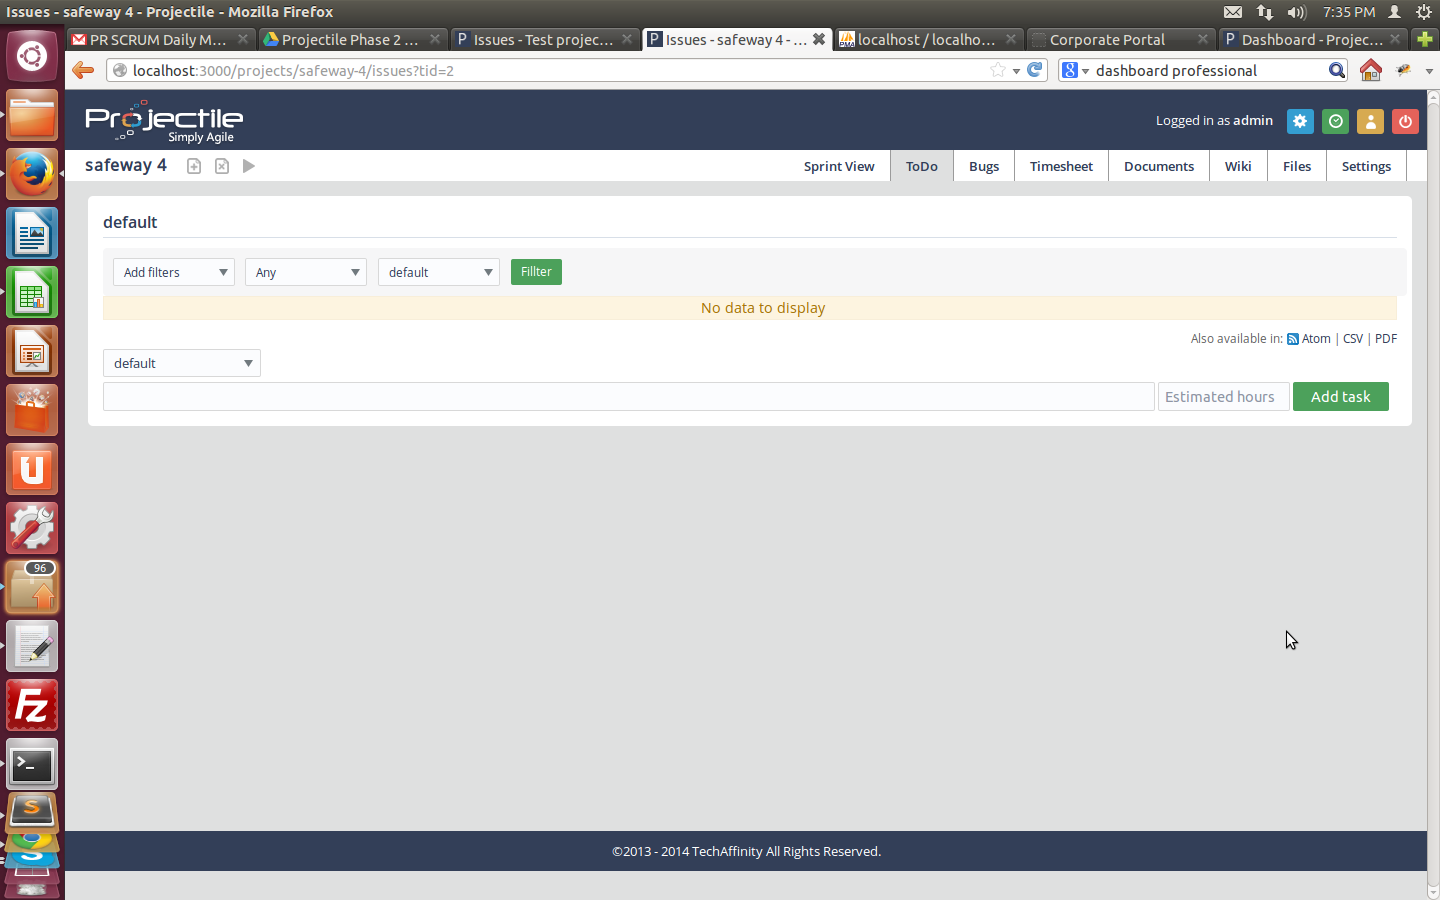 Issues - safeway 4 - Projectile - Mozilla Firefox
7:35 PM
PR SCRUM Daily M...
Projectile Phase 2 ...
Issues - Test projec...
Issues - safeway 4 - ...
localhost / localho...
Corporate Portal
Dashboard - Projec...
localhost:3000/projects/safeway-4/issues?tid=2
dashboard professional
Projectile
Simply Agile
Logged in as admin
safeway 4
Sprint View
ToDo
Bugs
Timesheet
Documents
Wiki
Files
Settings
default
Add filters
Any
default
Fillter
No data to display
Also available in: Atom | CSV | PDF
default
Estimated hours
Add task
96
©2013 - 2014 TechAffinity All Rights Reserved.